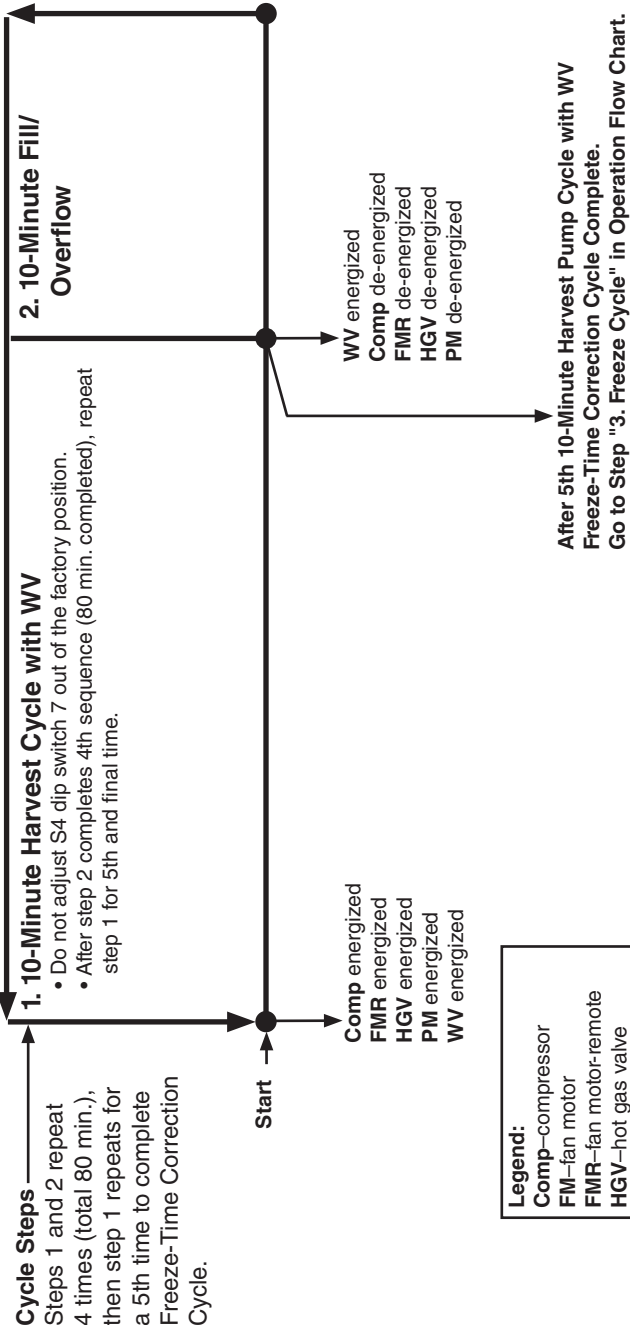 Cycle Steps
Steps 1 and 2 repeat
4 times (total 80 min.),
then step 1 repeats for
a 5th time to complete
Freeze-Time Correction
Cycle.
1. 10-Minute Harvest Cycle with WV
• Do not adjust S4 dip switch 7 out of the factory position.
• After step 2 completes 4th sequence (80 min. completed), repeat
step 1 for 5th and final time.
2. 10-Minute Fill/
Overflow
Start
Comp energized
FMR energized
HGV energized
PM energized
WV energized
WV energized
Comp de-energized
FMR de-energized
HGV de-energized
PM de-energized
After 5th 10-Minute Harvest Pump Cycle with WV
Freeze-Time Correction Cycle Complete.
Go to Step "3. Freeze Cycle" in Operation Flow Chart.
Legend:
Comp–compressor
FM–fan motor
FMR–fan motor-remote
HGV–hot gas valve